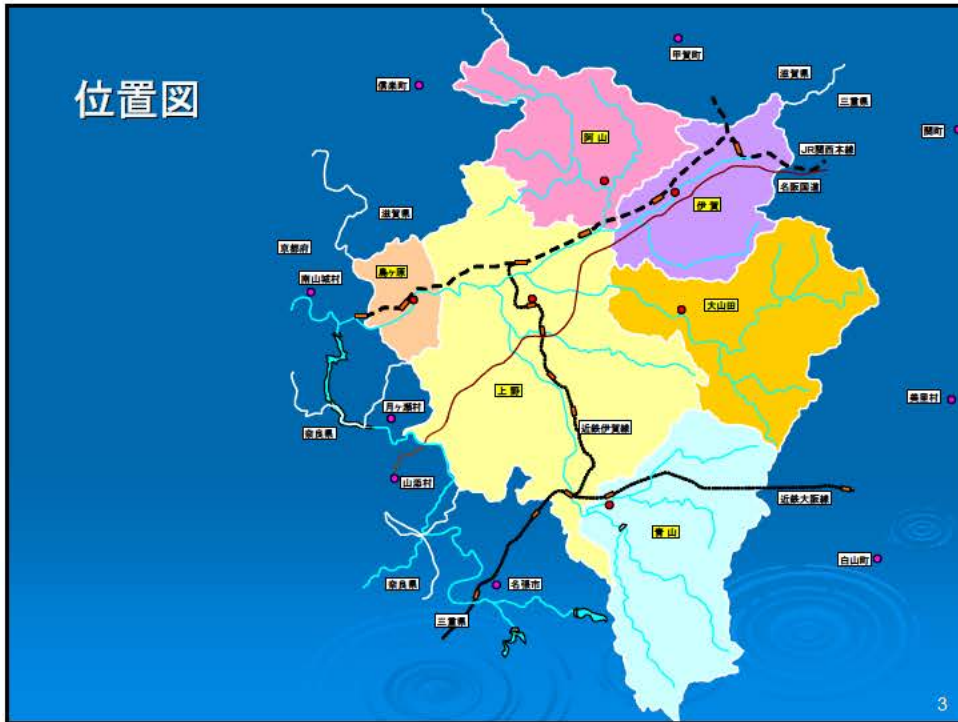 位置図
甲賀町
滋賀県
信楽町
三重県
関町
阿山
JR関西本線
名阪国道
伊賀
滋賀県
京都府
島ヶ原
南山城村
大山田
上野
美里村
月ヶ瀬村
近鉄伊賀線
奈良県
山添村
近鉄大阪線
青山
白山町
奈良県
名張市
三重県
3